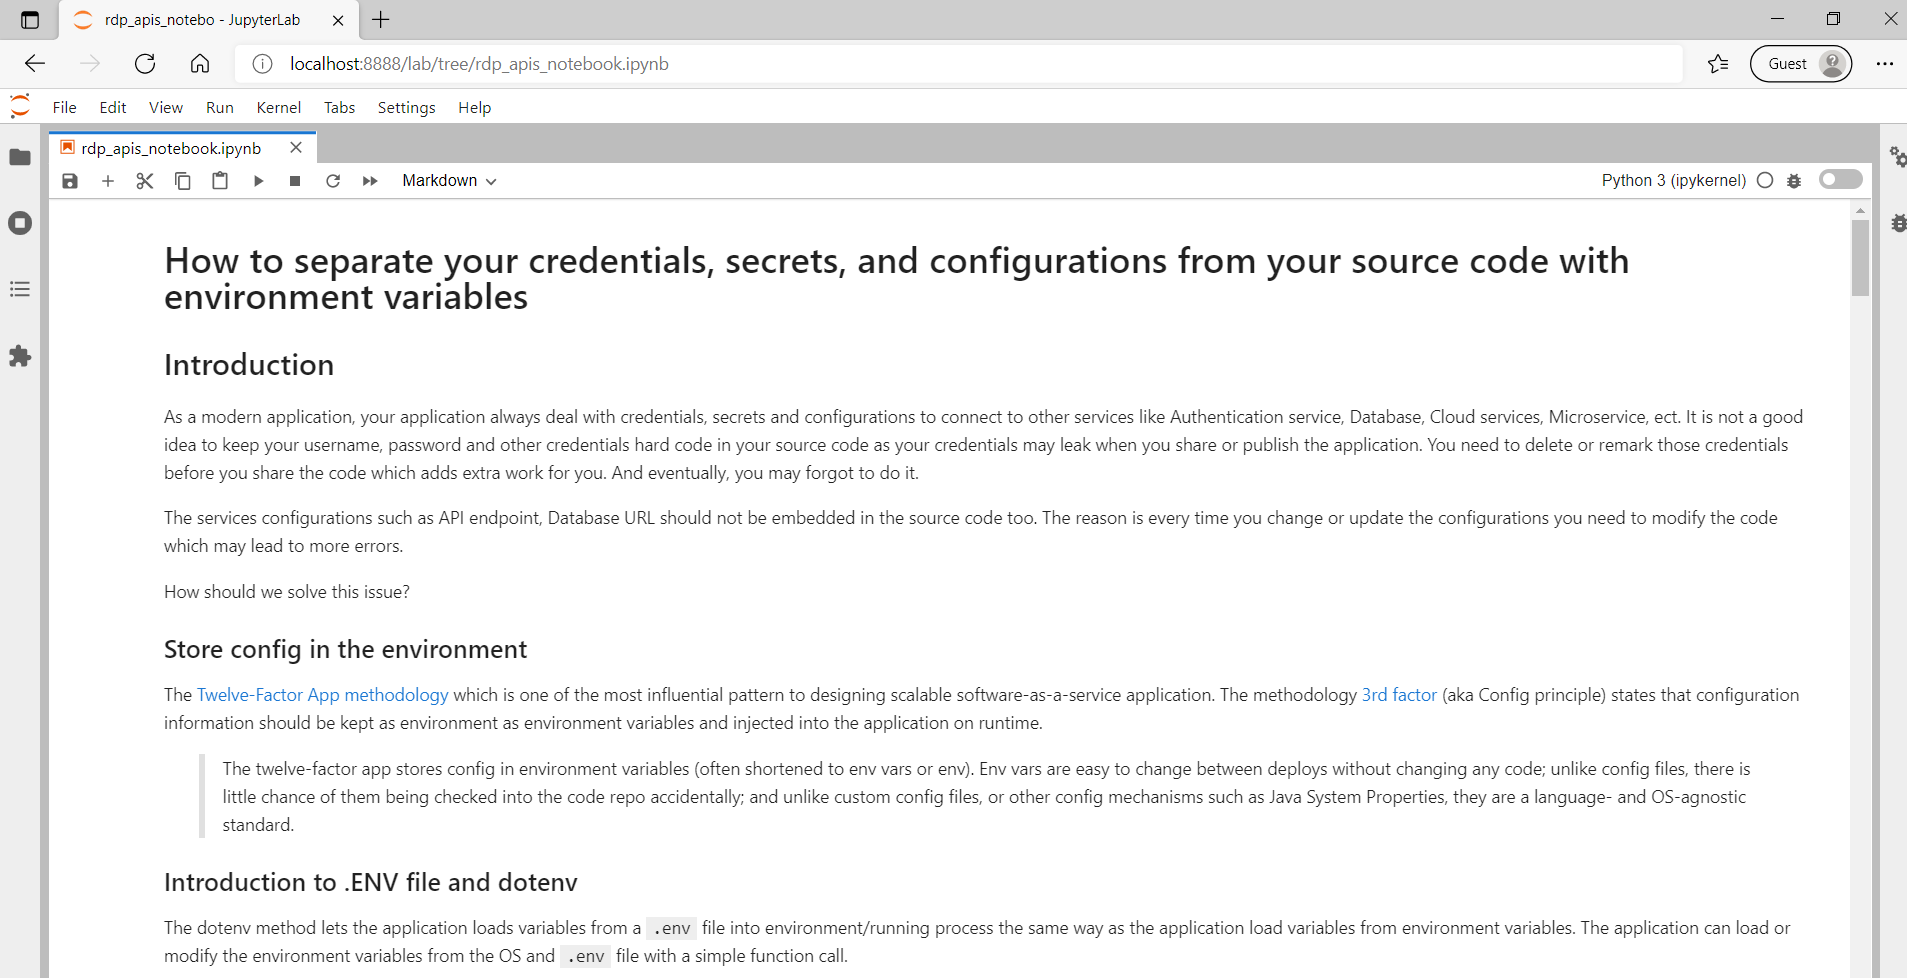 rdp_apis_notebo - JupyterLab
localhost:8888/lab/tree/rdp_apis_notebook.ipynb
Guest
File Edit View Run Kernel Tabs Settings Help
rdp_apis_notebook.ipynb
Markdown
Python 3 (ipykernel)
How to separate your credentials, secrets, and configurations from your source code with
environment variables
Introduction
As a modern application, your application always deal with credentials, secrets and configurations to connect to other services like Authentication service, Database, Cloud services, Microservice, ect. It is not a good
idea to keep your username, password and other credentials hard code in your source code as your credentials may leak when you share or publish the application. You need to delete or remark those credentials
before you share the code which adds extra work for you. And eventually, you may forgot to do it.
The services configurations such as API endpoint, Database URL should not be embedded in the source code too. The reason is every time you change or update the configurations you need to modify the code
which may lead to more errors.
How should we solve this issue?
Store config in the environment
The Twelve-Factor App methodology which is one of the most influential pattern to designing scalable software-as-a-service application. The methodology 3rd factor (aka Config principle) states that configuration
information should be kept as environment as environment variables and injected into the application on runtime.
The twelve-factor app stores config in environment variables (often shortened to env vars or env). Env vars are easy to change between deploys without changing any code; unlike config files, there is
little chance of them being checked into the code repo accidentally; and unlike custom config files, or other config mechanisms such as Java System Properties, they are a language- and OS-agnostic
standard.
Introduction to .ENV file and dotenv
The dotenv method lets the application loads variables from a .env file into environment/running process the same way as the application load variables from environment variables. The application can load or
modify the environment variables from the OS and .env file with a simple function call.